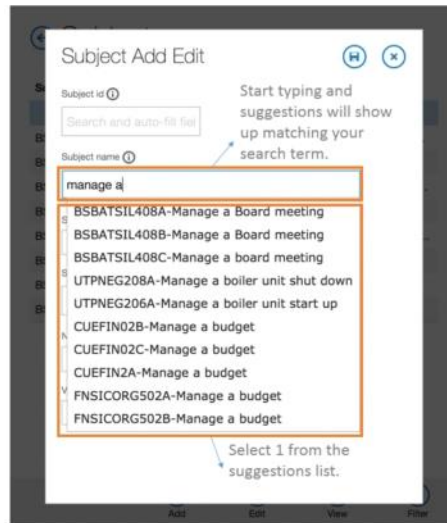 Subject Add Edit
Subject id
Start typing and
suggestions will show
up matching your
search term.
Search and auto-fill fiel
Subject name
manage a
BSBATSIL408A-Manage a Board meeting
BSBATSIL408B-Manage a Board meeting
BSBATSIL408C-Manage a Board meeting
UTPNEG208A-Manage a boiler unit shut down
UTPNEG206A-Manage a boiler unit start up
CUEFIN02B-Manage a budget
CUEFIN02C-Manage a budget
CUEFIN2A-Manage a budget
FNSICORG502A-Manage a budget
FNSICORG502B-Manage a budget
Select 1 from the
suggestions list.
Add Edit View Filter